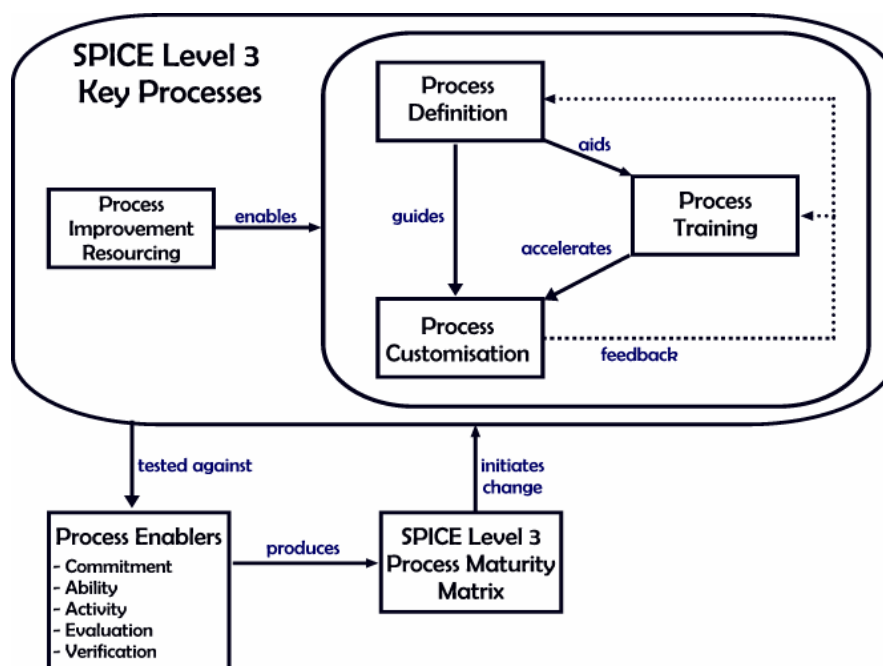 SPICE Level 3
Key Processes
Process
Definition
aids
Process
Improvement
Resourcing
enables
guides
Process
Training
accelerates
Process
Customisation
feedback
tested against
initiates
change
Process Enablers
- Commitment
- Ability
- Activity
- Evaluation
- Verification
produces
SPICE Level 3
Process Maturity
Matrix